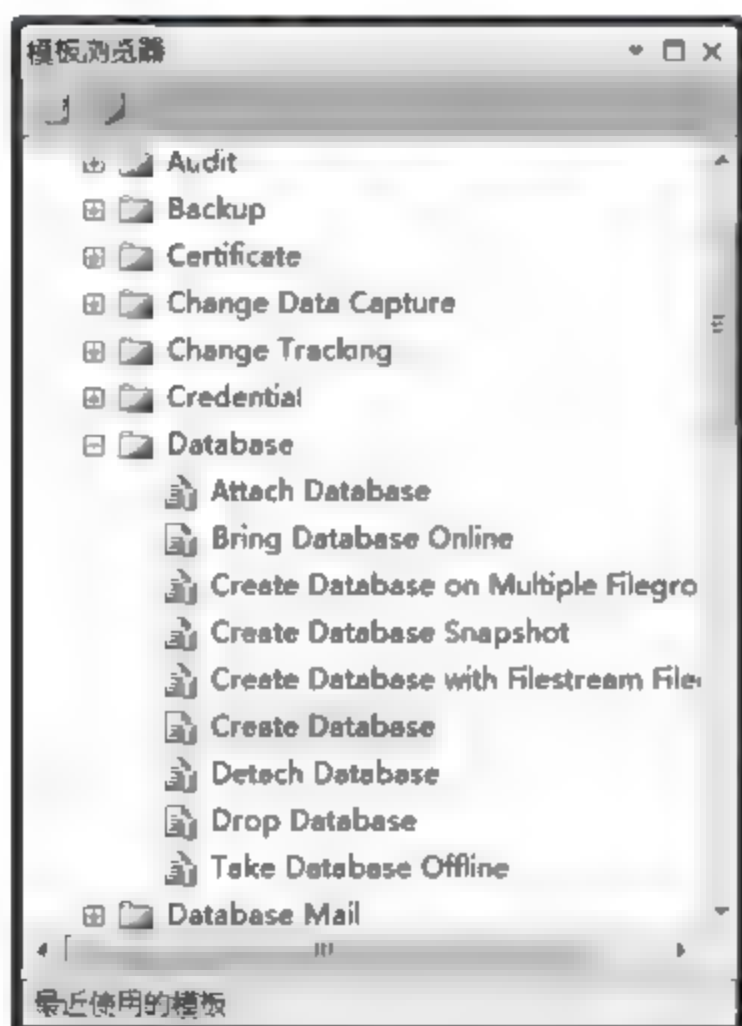 模板浏览器
Audit
Backup
Certificate
Change Data Capture
Change Tracking
Credential
Database
Attach Database
Bring Database Online
Create Database on Multiple Filegro
Create Database Snapshot
Create Database with Filestream File
Create Database
Detach Database
Drop Database
Take Database Offline
Database Mail
最近使用的模板